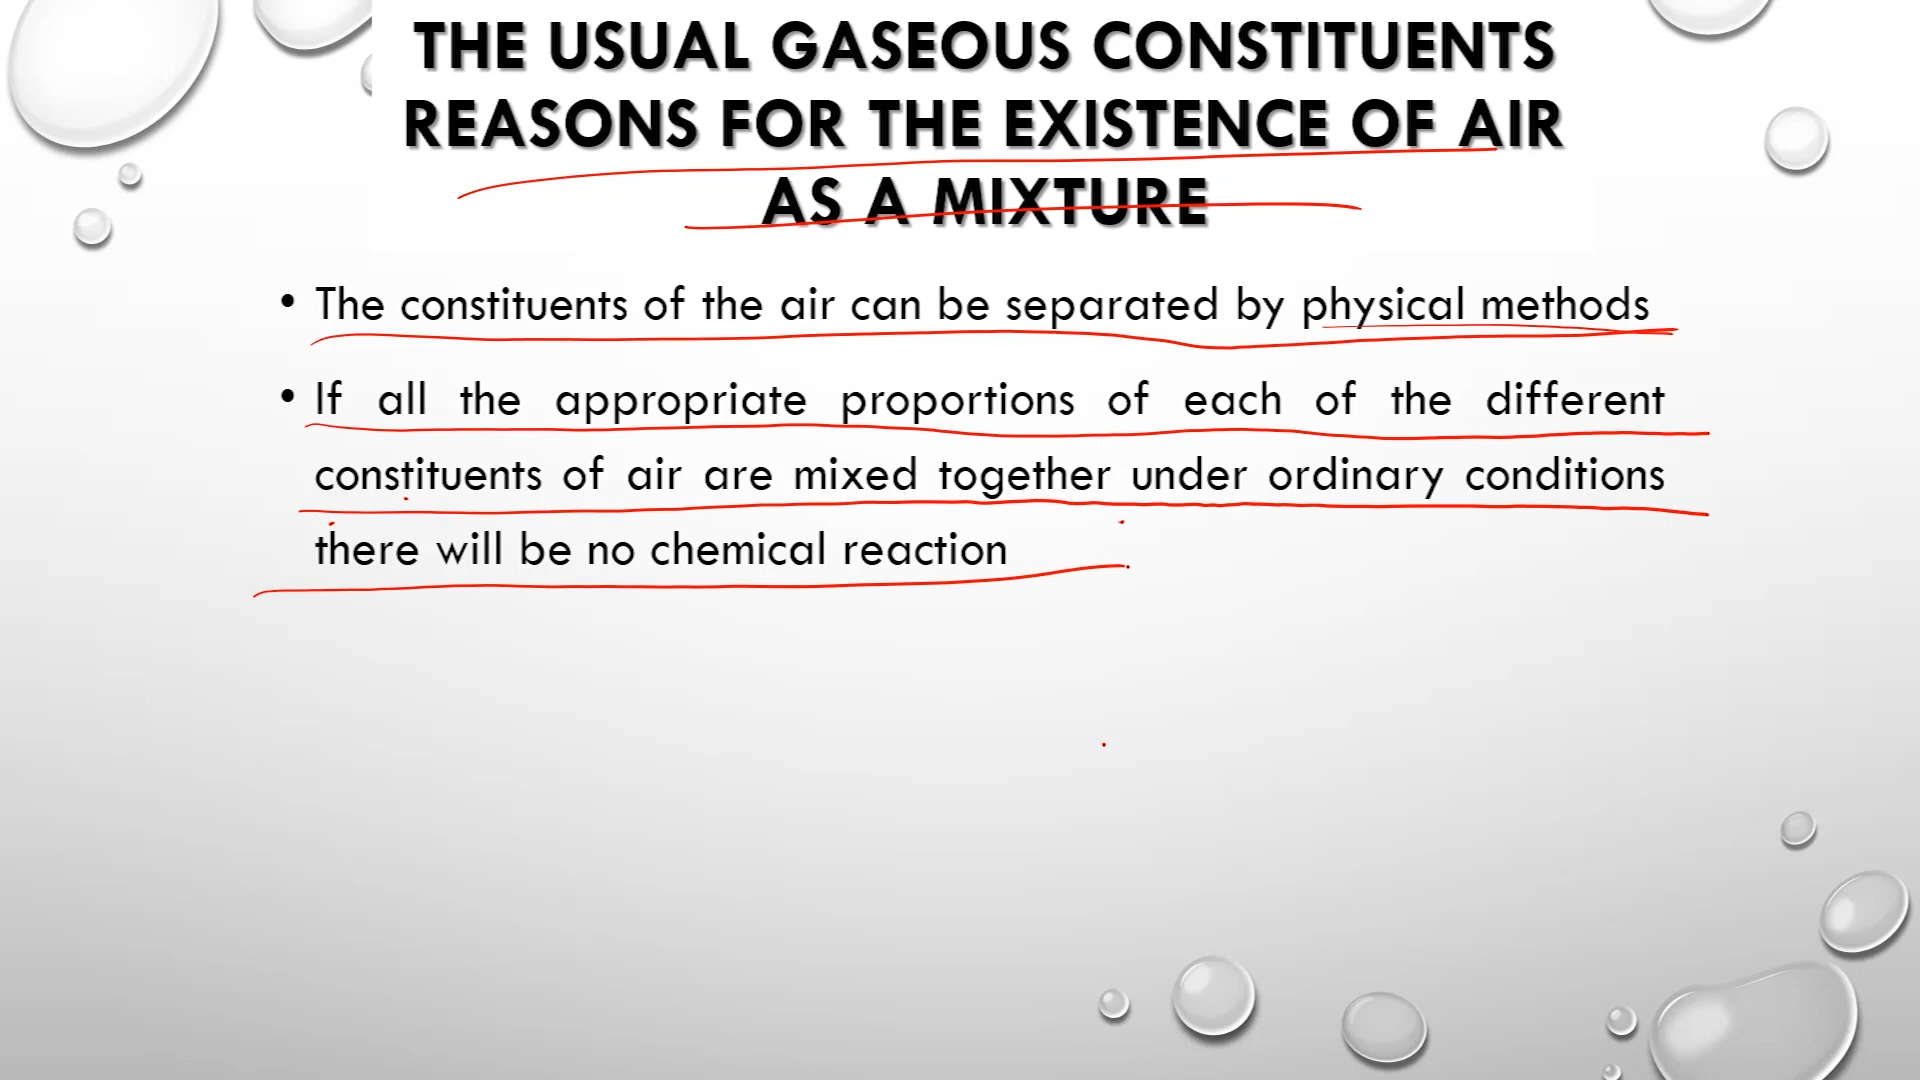 THE USUAL GASEOUS CONSTITUENTS
REASONS FOR THE EXISTENCE OF AIR
AS A MIXTURE
• The constituents of the air can be separated by physical methods
• If all the appropriate proportions of each of the different
constituents of air are mixed together under ordinary conditions
there will be no chemical reaction